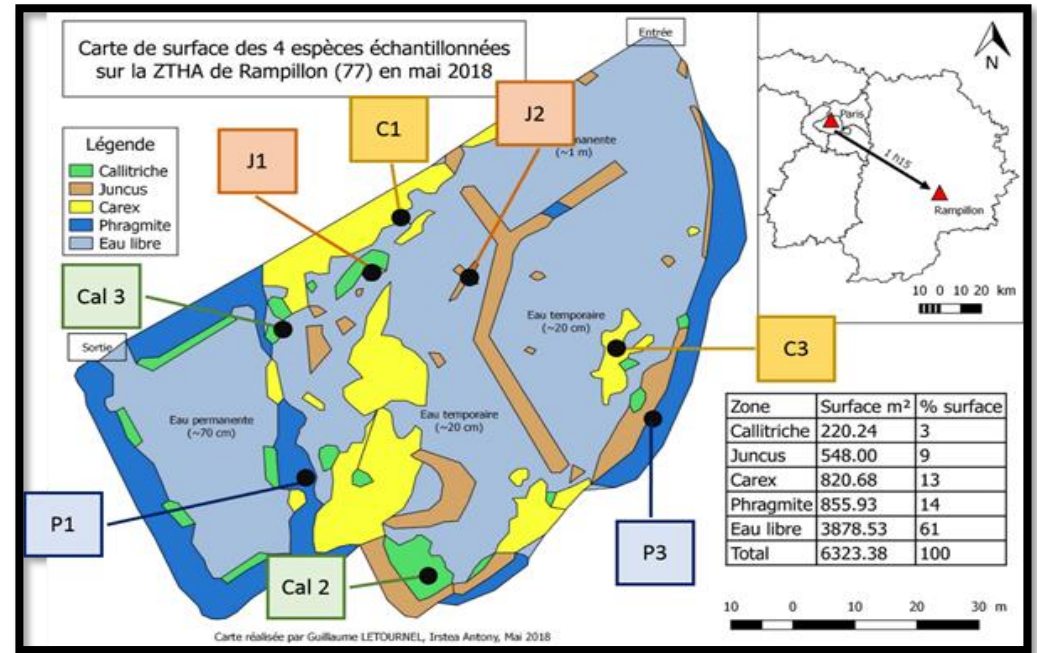 Carte de surface des 4 espèces échantillonnées
sur la ZTHA de Rampillon (77) en mai 2018
Entrée
N
Paris
1 h15
Rampillon
10 0 10 20 km
Légende
Callitriche
Juncus
Carex
Phragmite
Eau libre
J1
C1
J2
manente
(~1 m)
Cal 3
Sortie
Eau permanente
(~70 cm)
Eau temporaire
(~20 cm)
Eau temporaire
(~20 cm)
C3
P1
Cal 2
P3
Zone Surface m² % surface
Callitriche 220.24 3
Juncus 548.00 9
Carex 820.68 13
Phragmite 855.93 14
Eau libre 3878.53 61
Total 6323.38 100
10 0 10 20 30 m
Carte réalisée par Guillaume LETOURNEL, Irstea Antony, Mai 2018